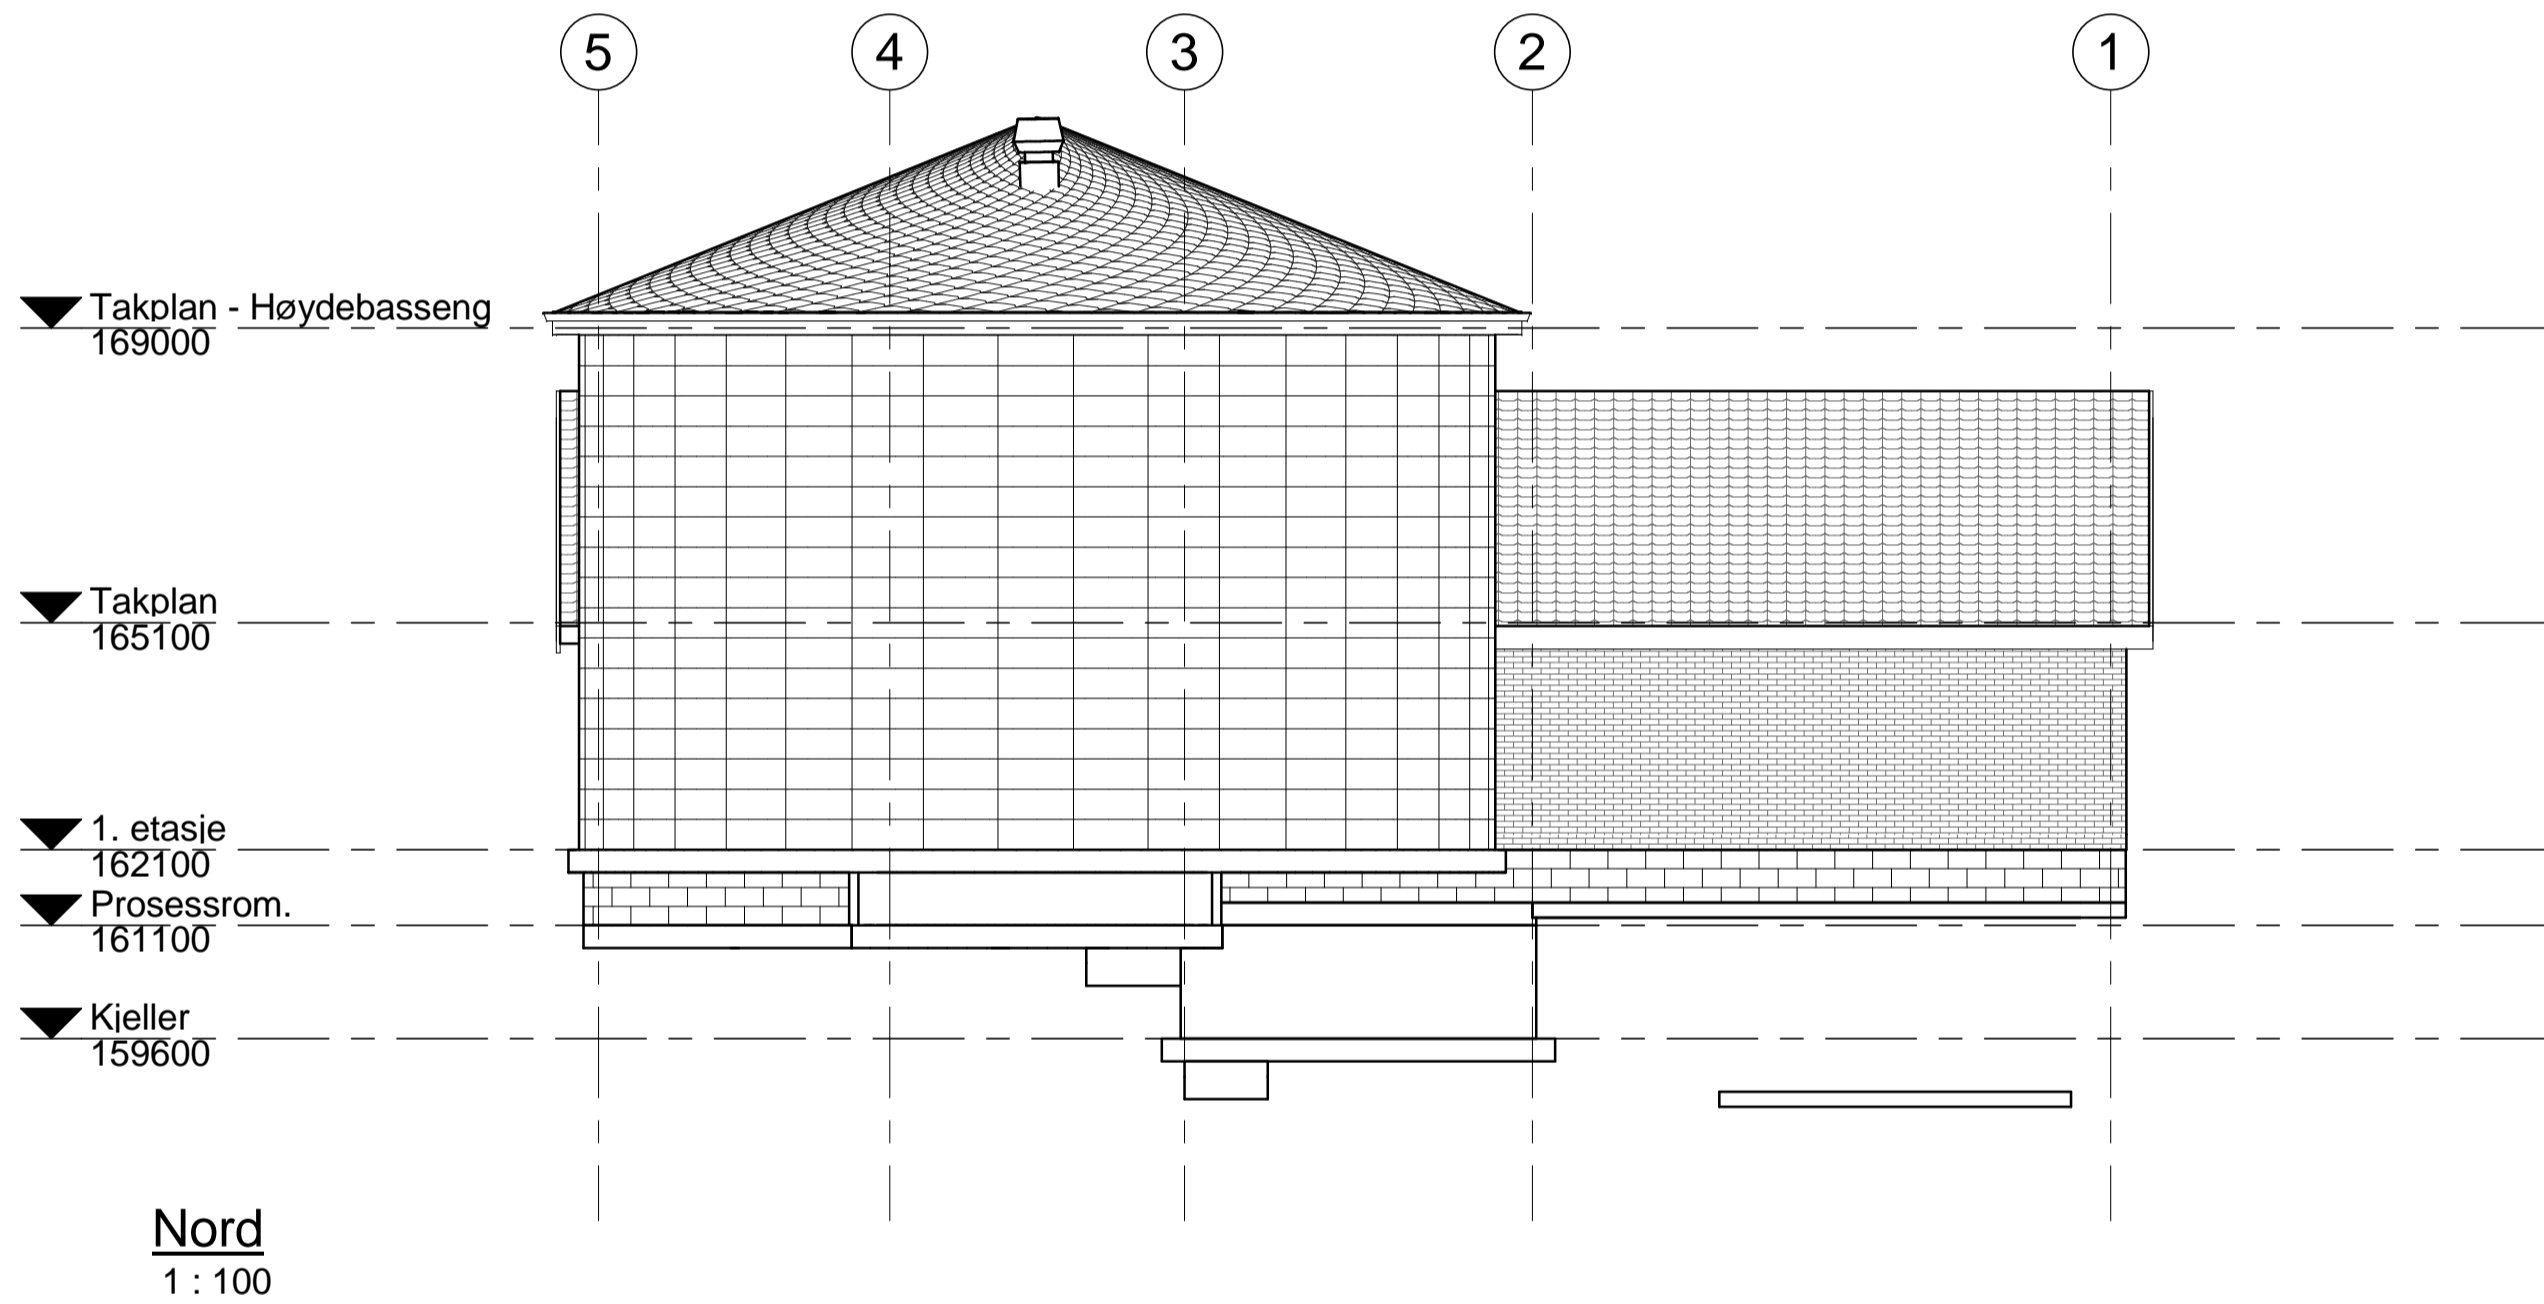 5 4 3 2 1
Takplan - Høydebasseng
169000
Takplan
165100
1. etasje
162100
Prosessrom.
161100
Kjeller
159600
Nord
1 : 100